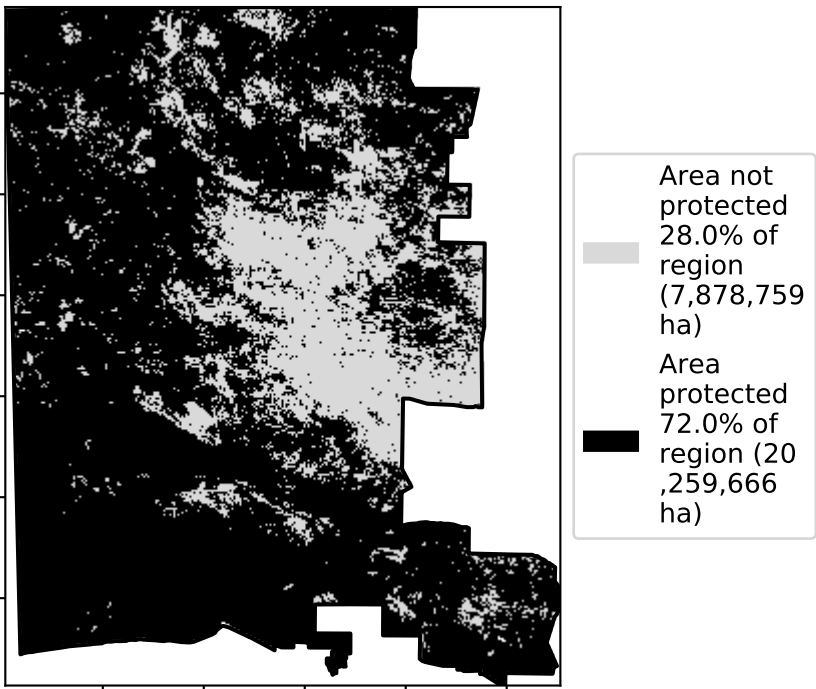 Area not
protected
28.0% of
region
(7,878,759
ha)
Area
protected
72.0% of
region (20
,259,666
ha)